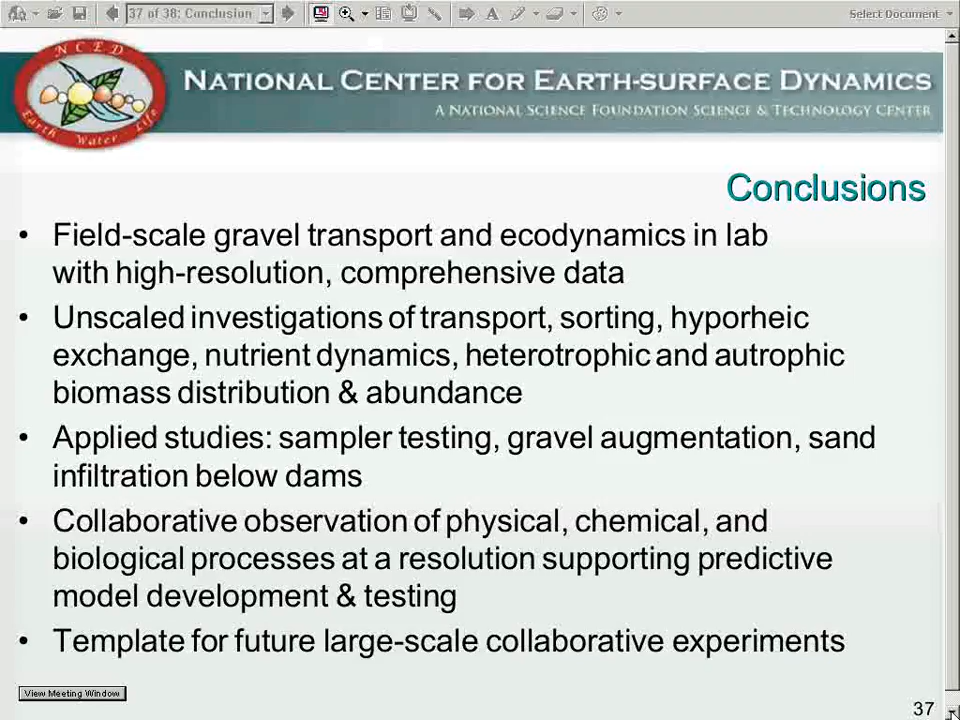 37 of 38: Conclusion
Select Document
NCED
Earth Water Life
NATIONAL CENTER FOR EARTH-SURFACE DYNAMICS
A NATIONAL SCIENCE FOUNDATION SCIENCE & TECHNOLOGY CENTER
Conclusions
• Field-scale gravel transport and ecodynamics in lab
with high-resolution, comprehensive data
• Unscaled investigations of transport, sorting, hyporheic
exchange, nutrient dynamics, heterotrophic and autrophic
biomass distribution & abundance
• Applied studies: sampler testing, gravel augmentation, sand
infiltration below dams
• Collaborative observation of physical, chemical, and
biological processes at a resolution supporting predictive
model development & testing
• Template for future large-scale collaborative experiments
View Meeting Window
37